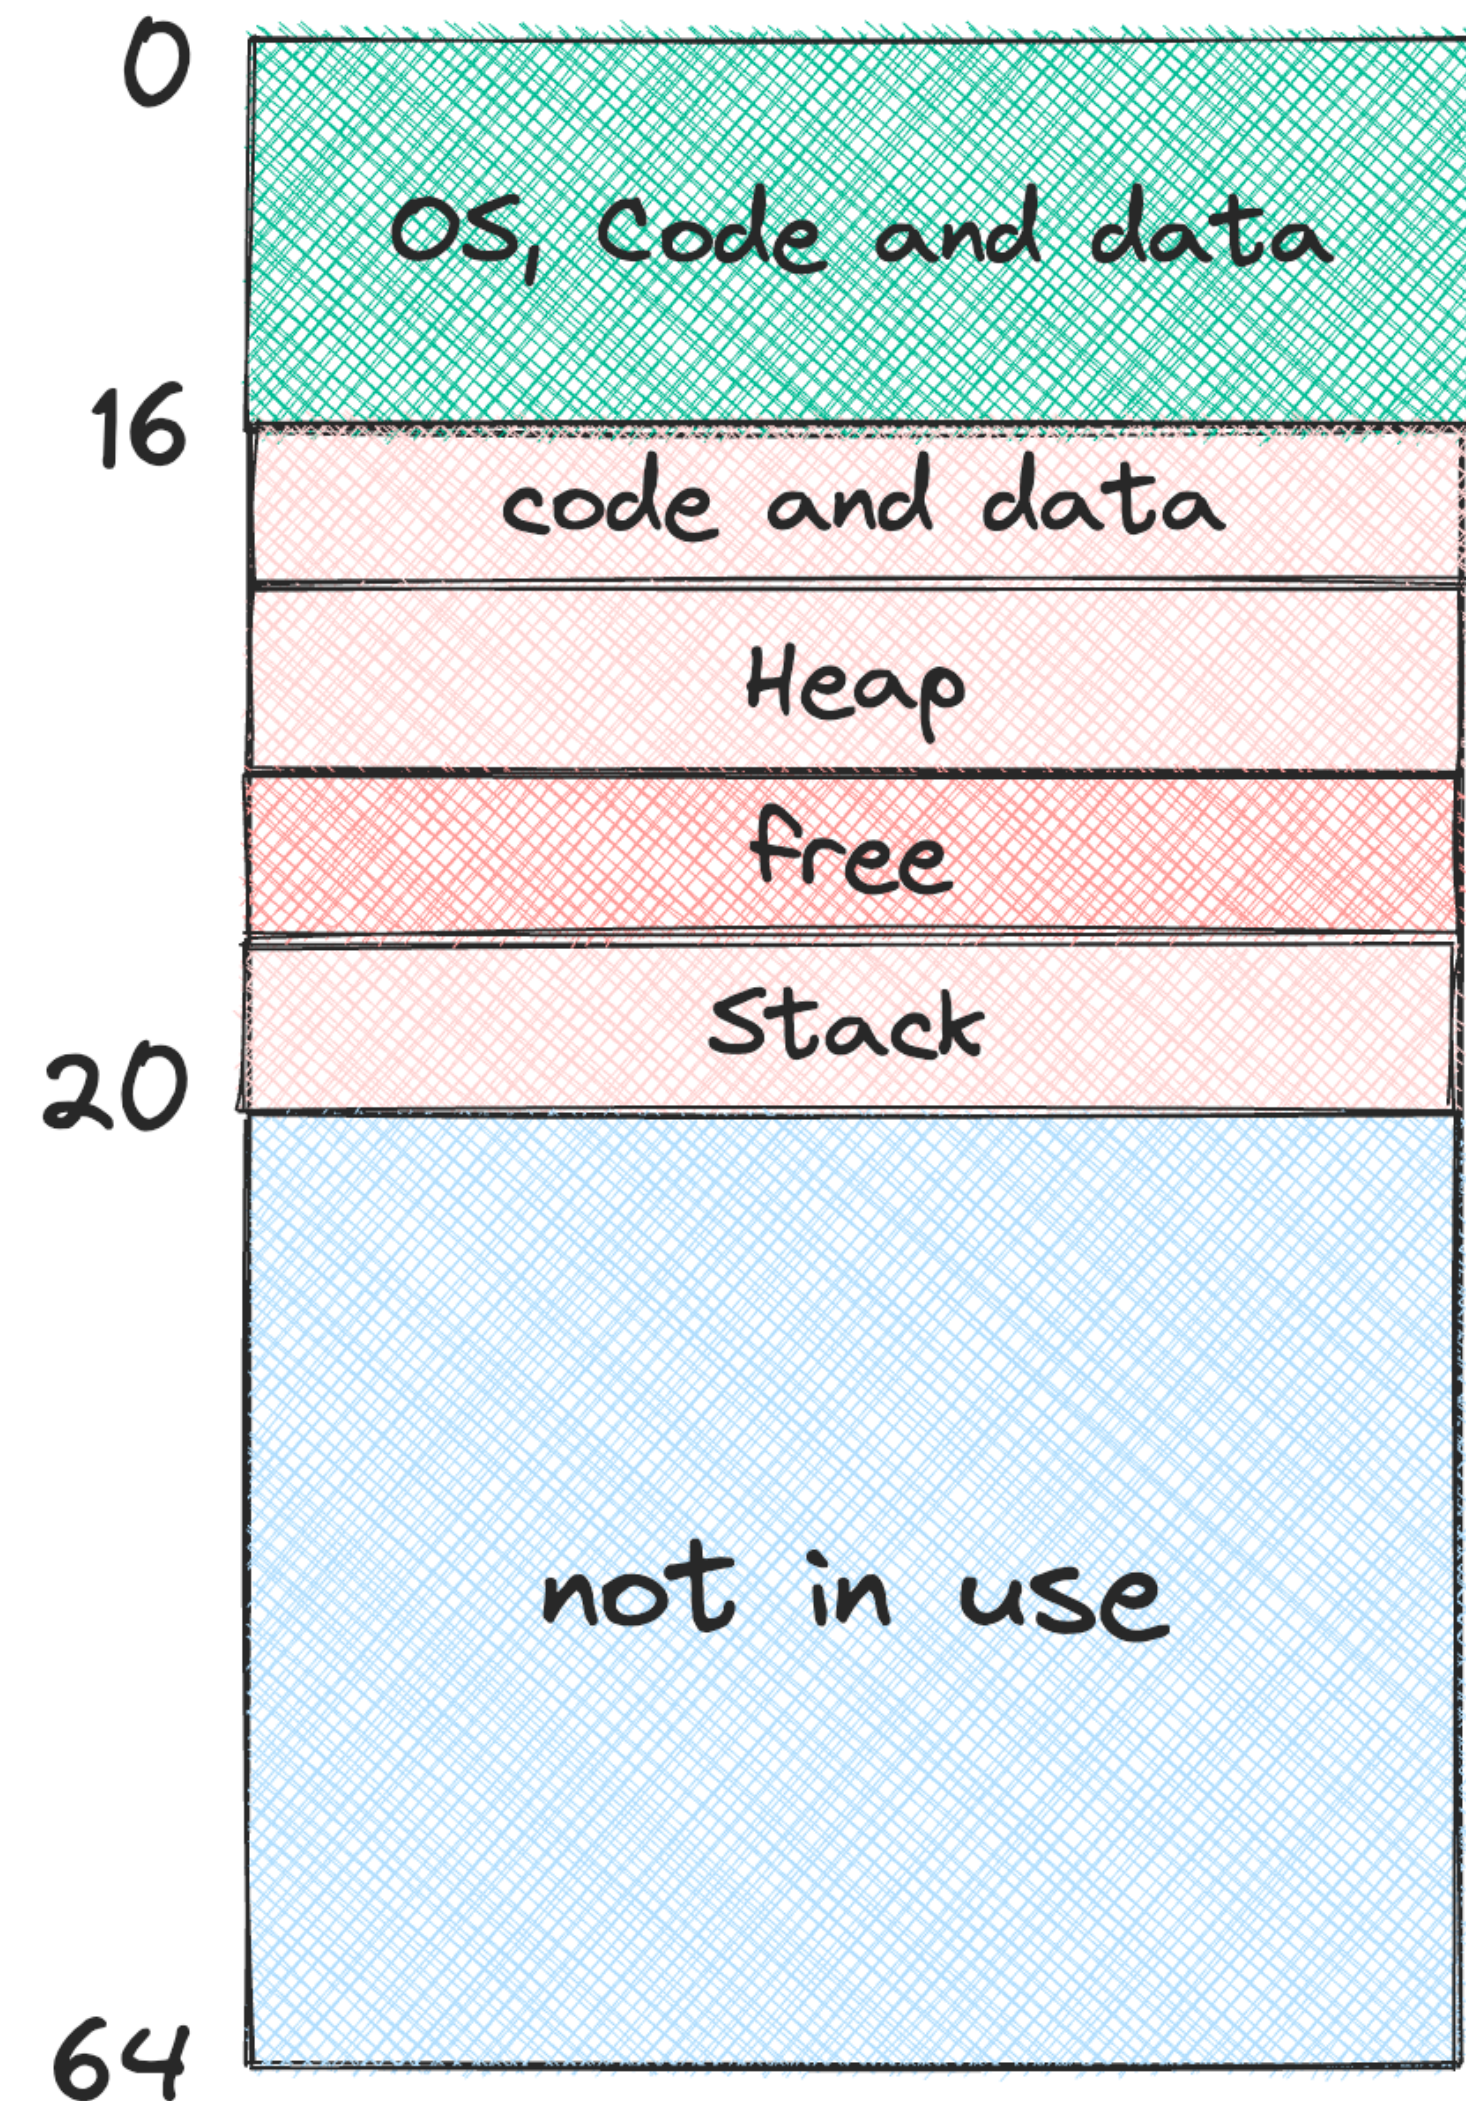 0
OS, Code and data
16
code and data
Heap
free
Stack
20
not in use
64